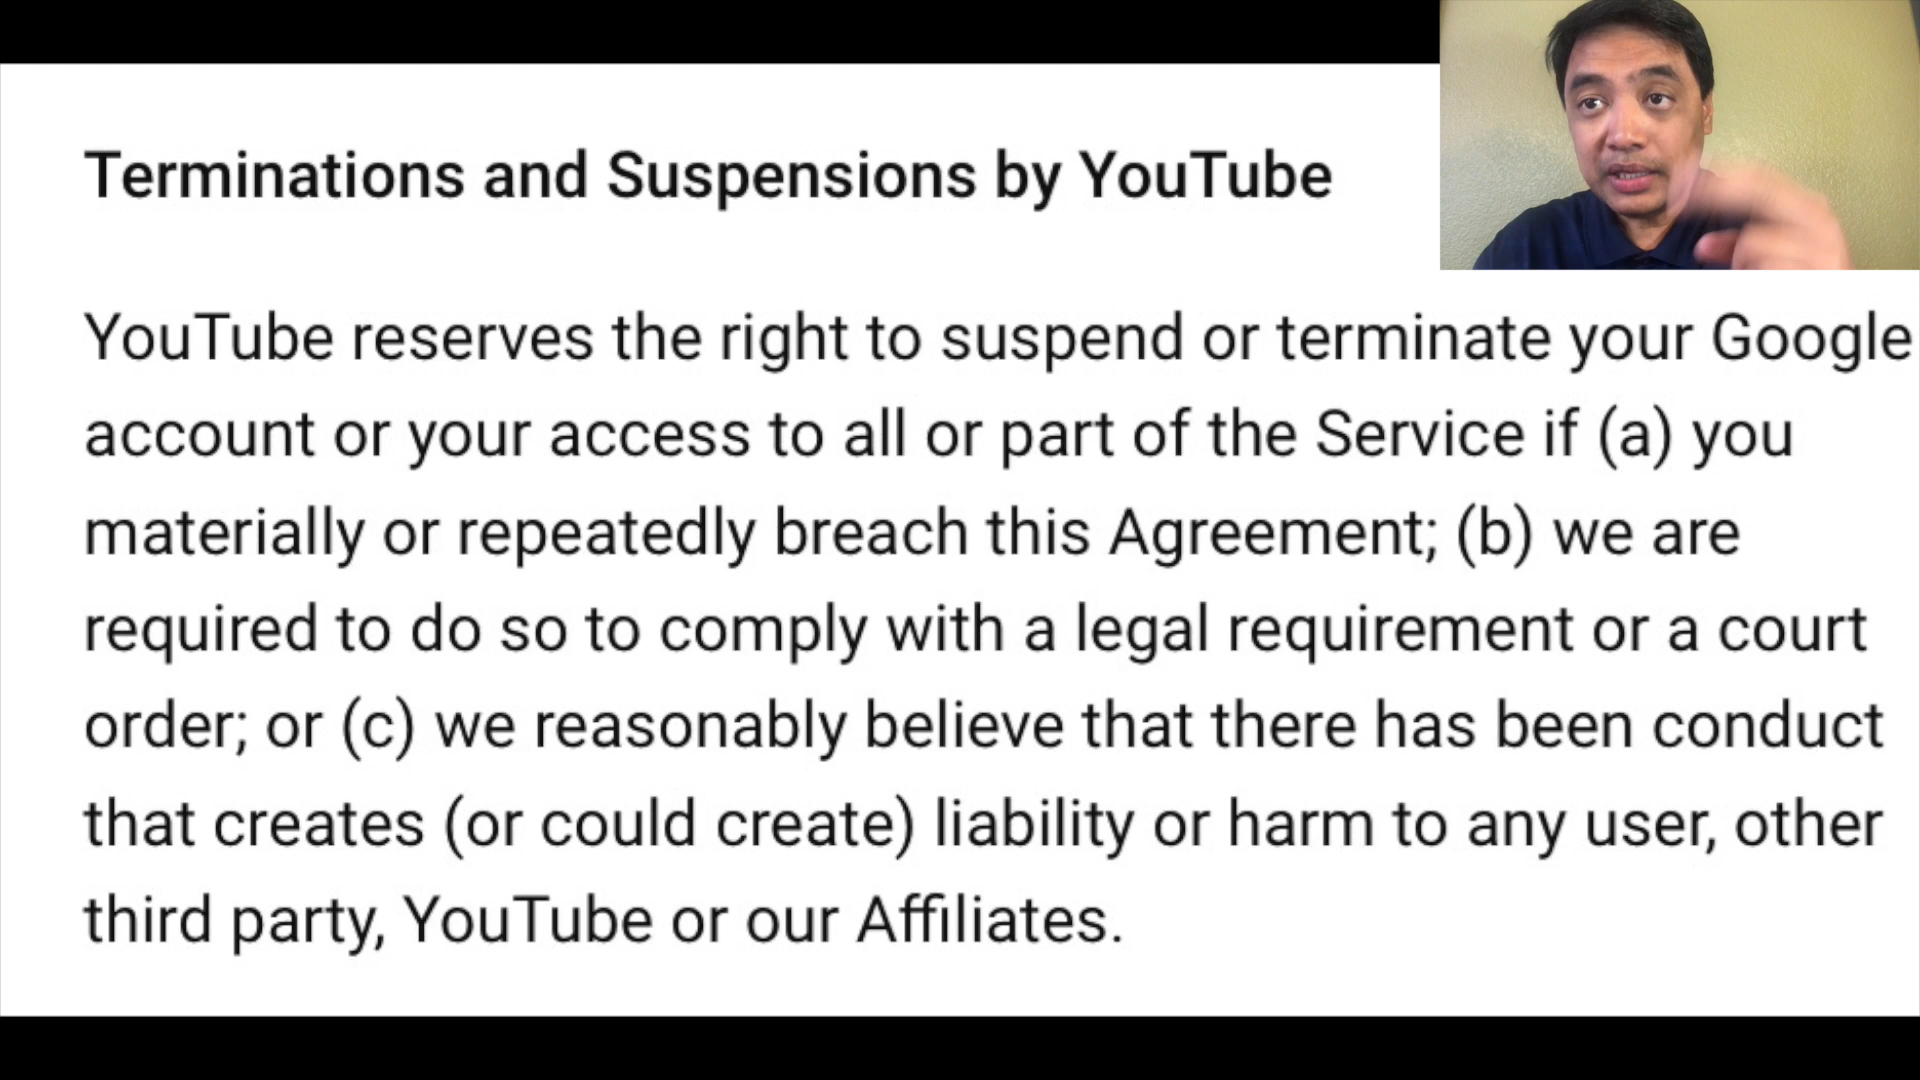 Terminations and Suspensions by YouTube
YouTube reserves the right to suspend or terminate your Google
account or your access to all or part of the Service if (a) you
materially or repeatedly breach this Agreement; (b) we are
required to do so to comply with a legal requirement or a court
order; or (c) we reasonably believe that there has been conduct
that creates (or could create) liability or harm to any user, other
third party, YouTube or our Affiliates.